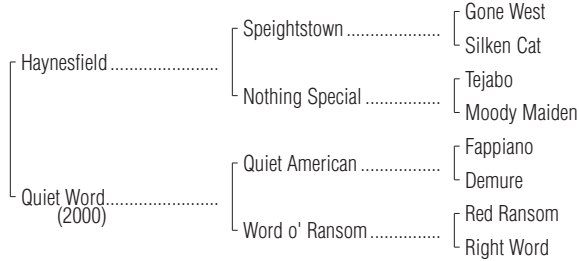 Gone West
Speightstown ....................
Silken Cat
Haynesfield .......................
Tejabo
Nothing Special ................
Moody Maiden
Fappiano
Quiet American .................
Demure
Quiet Word........................
(2000)
Red Ransom
Word o' Ransom...............
Right Word